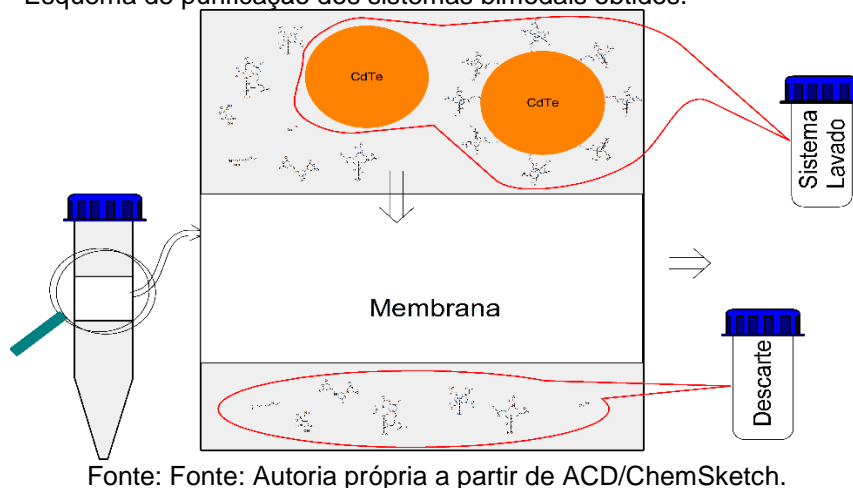 Esquema de purificação dos sistemas bimodais obtidos.
CdTe
CdTe
Sistema
Lavado
Membrana
Descarte
Fonte: Fonte: Autoria própria a partir de ACD/ChemSketch.